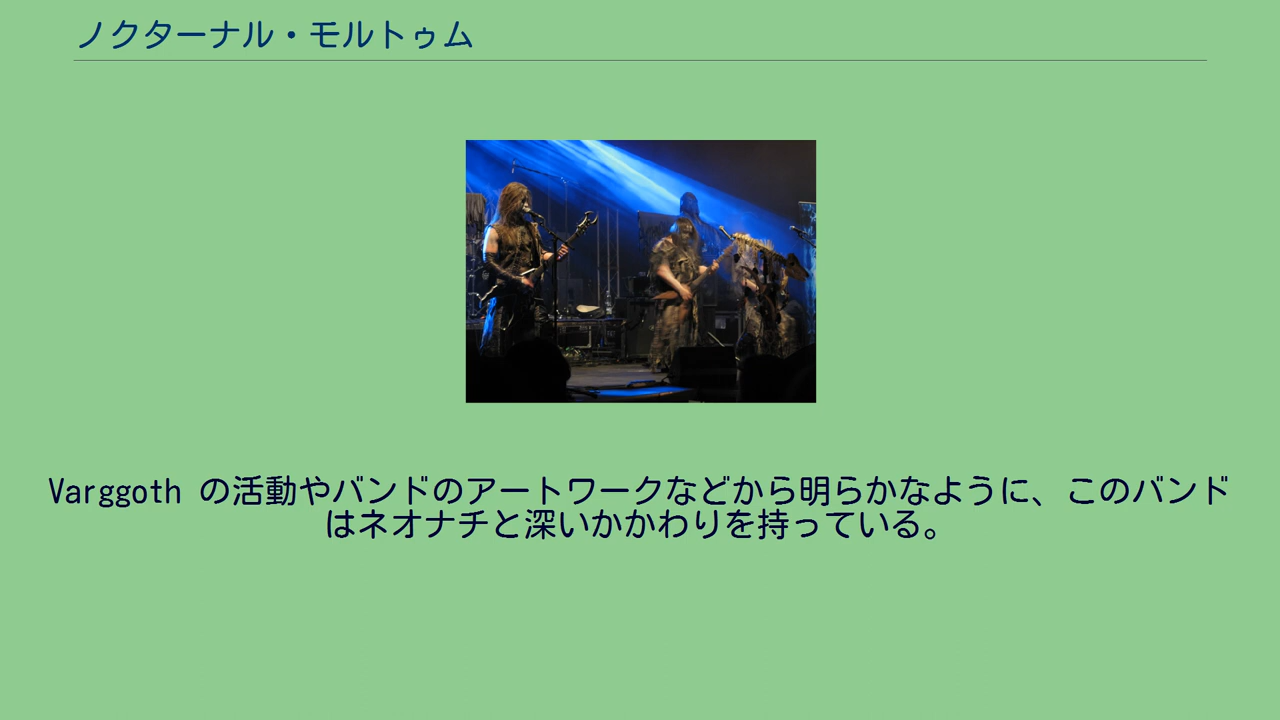 ノクターナル・モルトゥム
Varggoth の活動やバンドのアートワークなどから明らかなように、このバンド
はネオナチと深いかかわりを持っている。